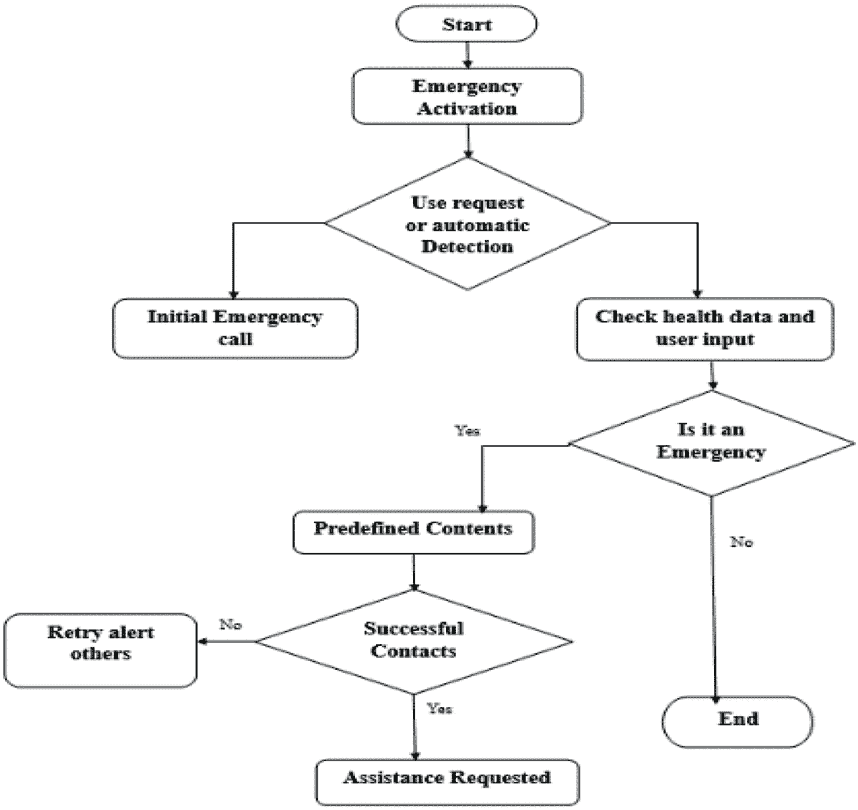 Start
Emergency
Activation
Use request
or automatic
Detection
Initial Emergency
call
Check health data and
user input
Is it an
Emergency
Yes
No
Predefined Contents
Successful
Contacts
No
Retry alert
others
Yes
End
Assistance Requested